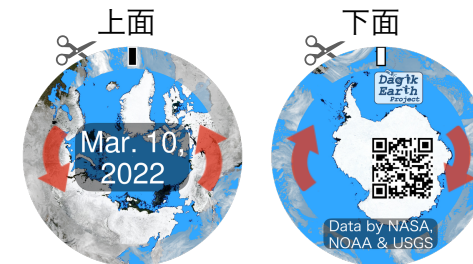 上面
下面
Mar. 10,
2022
Dagik
Earth
Project
Data by NASA,
NOAA & USGS